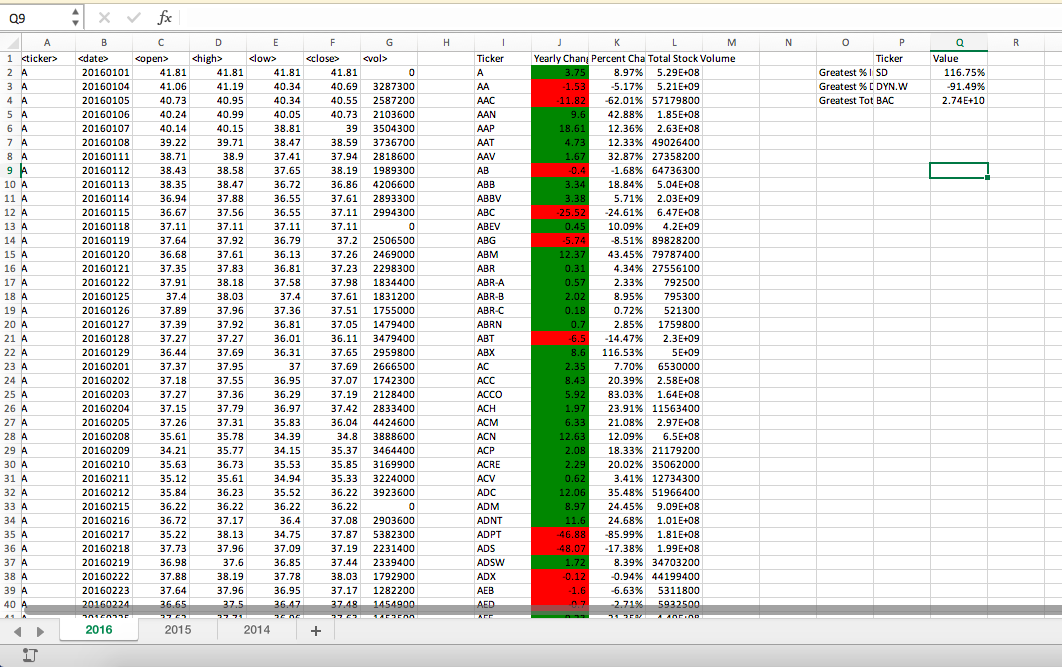 Q9 fx
A B C D E F G H I J K L M N O P Q R
1 <ticker> <date> <open> <high> <low> <close> <vol> Ticker Yearly Chang Percent Cha Total Stock Volume Ticker Value
2 A 20160101 41.81 41.81 41.81 41.81 0 A 3.75 8.97% 5.29E+08 Greatest % I SD 116.75%
3 A 20160104 41.06 41.19 40.34 40.69 3287300 AA -1.53 -5.17% 5.21E+09 Greatest % D DYN.W -91.49%
4 A 20160105 40.73 40.95 40.34 40.55 2587200 AAC -11.82 -62.01% 57179800 Greatest Tot BAC 2.74E+10
5 A 20160106 40.24 40.99 40.05 40.73 2103600 AAN 9.6 42.88% 1.85E+08
6 A 20160107 40.14 40.15 38.81 39 3504300 AAP 18.61 12.36% 2.63E+08
7 A 20160108 39.22 39.71 38.47 38.59 3736700 AAT 4.73 12.33% 49026400
8 A 20160111 38.71 38.9 37.41 37.94 2818600 AAV 1.67 32.87% 27358200
9 A 20160112 38.43 38.58 37.65 38.19 1989300 AB -0.4 -1.68% 64736300
10 A 20160113 38.35 38.47 36.72 36.86 4206600 ABB 3.34 18.84% 5.04E+08
11 A 20160114 36.94 37.88 36.55 37.61 2893300 ABBV 3.38 5.71% 2.03E+09
12 A 20160115 36.67 37.56 36.55 37.11 2994300 ABC -25.52 -24.61% 6.47E+08
13 A 20160118 37.11 37.11 37.11 37.11 0 ABEV 0.45 10.09% 4.2E+09
14 A 20160119 37.64 37.92 36.79 37.2 2506500 ABG -5.74 -8.51% 89828200
15 A 20160120 36.68 37.61 36.13 37.26 2469000 ABM 12.37 43.45% 79787400
16 A 20160121 37.35 37.83 36.81 37.23 2298300 ABR 0.31 4.34% 27556100
17 A 20160122 37.91 38.18 37.58 37.98 1834400 ABR-A 0.57 2.33% 792500
18 A 20160125 37.4 38.03 37.4 37.61 1831200 ABR-B 2.02 8.95% 795300
19 A 20160126 37.89 37.96 37.36 37.51 1755000 ABR-C 0.18 0.72% 521300
20 A 20160127 37.39 37.92 36.81 37.05 1479400 ABRN 0.7 2.85% 1759800
21 A 20160128 37.27 37.27 36.01 36.11 3479400 ABT -6.5 -14.47% 2.3E+09
22 A 20160129 36.44 37.69 36.31 37.65 2959800 ABX 8.6 116.53% 5E+09
23 A 20160201 37.37 37.95 37 37.69 2666500 AC 2.35 7.70% 6530000
24 A 20160202 37.18 37.55 36.95 37.07 1742300 ACC 8.43 20.39% 2.58E+08
25 A 20160203 37.27 37.36 36.29 37.19 2128400 ACCO 5.92 83.03% 1.64E+08
26 A 20160204 37.15 37.79 36.97 37.42 2833400 ACH 1.97 23.91% 11563400
27 A 20160205 37.26 37.31 35.83 36.04 4424600 ACM 6.33 21.08% 2.97E+08
28 A 20160208 35.61 35.78 34.39 34.8 3888600 ACN 12.63 12.09% 6.5E+08
29 A 20160209 34.21 35.77 34.15 35.37 3464400 ACP 2.08 18.33% 21179200
30 A 20160210 35.63 36.73 35.53 35.85 3169900 ACRE 2.29 20.02% 35062000
31 A 20160211 35.12 35.61 34.94 35.33 3224000 ACV 0.62 3.41% 12734300
32 A 20160212 35.84 36.23 35.52 36.22 3923600 ADC 12.06 35.48% 51966400
33 A 20160215 36.22 36.22 36.22 36.22 0 ADM 8.97 24.45% 9.09E+08
34 A 20160216 36.72 37.17 36.4 37.08 2903600 ADNT 11.6 24.68% 1.01E+08
35 A 20160217 35.22 38.13 34.75 37.87 5382300 ADPT -46.88 -85.99% 1.81E+08
36 A 20160218 37.73 37.96 37.09 37.19 2231400 ADS -48.07 -17.38% 1.99E+08
37 A 20160219 36.98 37.6 36.85 37.44 2339400 ADSW 1.72 8.39% 34703200
38 A 20160222 37.88 38.19 37.78 38.03 1792900 ADX -0.12 -0.94% 44199400
39 A 20160223 37.64 37.96 36.95 37.17 1282200 AEB -1.6 -6.63% 5311800
40 A 20160224 36.65 37.5 36.47 37.48 1454900 AED -0.7 -2.71% 5932500
2016 2015 2014 +